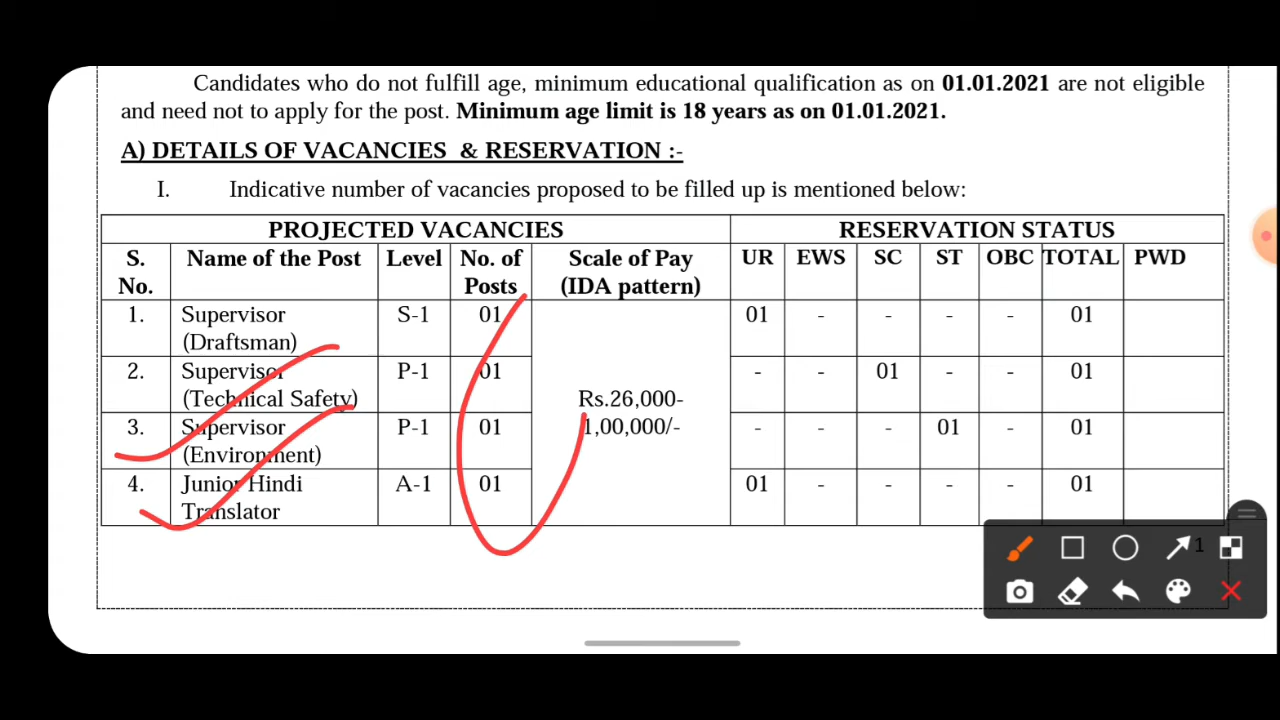 Candidates who do not fulfill age, minimum educational qualification as on 01.01.2021 are not eligible
and need not to apply for the post. Minimum age limit is 18 years as on 01.01.2021.
A) DETAILS OF VACANCIES & RESERVATION :-
I. Indicative number of vacancies proposed to be filled up is mentioned below:
PROJECTED VACANCIES RESERVATION STATUS
S. No. Name of the Post Level No. of Posts Scale of Pay (IDA pattern) UR EWS SC ST OBC TOTAL PWD
1. Supervisor (Draftsman) S-1 01 Rs.26,000-1,00,000/- 01 - - - - 01
2. Supervisor (Technical Safety) P-1 01 - - 01 - - 01
3. Supervisor (Environment) P-1 01 - - - 01 - 01
4. Junior Hindi Translator A-1 01 01 - - - - 01
1